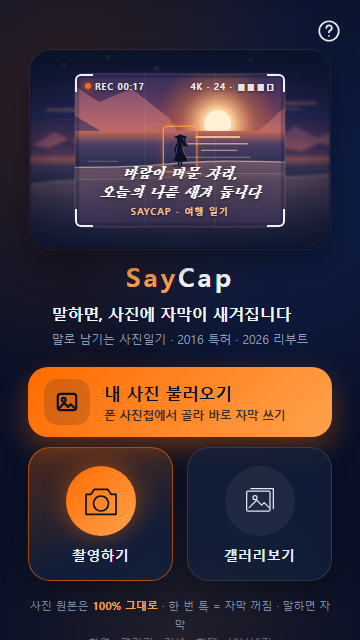 REC 00:17
4K · 24 ·
바람이 머문 자리,
오늘의 나를 새겨 둡니다
SAYCAP · 여행 일기
SayCap
말하면, 사진에 자막이 새겨집니다
말로 남기는 사진일기 · 2016 특허 · 2026 리부트
내 사진 불러오기
폰 사진첩에서 골라 바로 자막 쓰기
촬영하기
갤러리보기
사진 원본은 100% 그대로 · 한 번 톡 = 자막 꺼짐 · 말하면 자
막